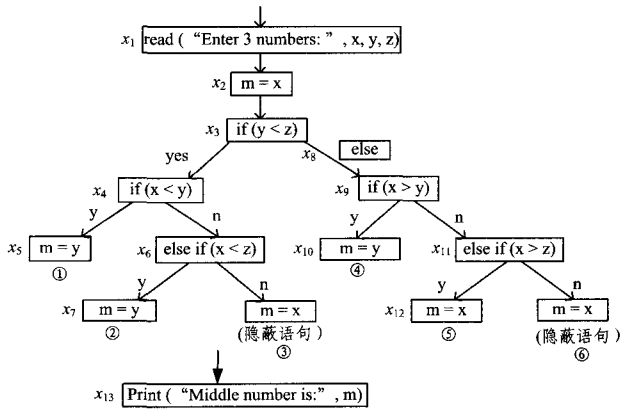 x1 read ( “Enter 3 numbers: ” , x, y, z)
x2 m = x
x3 if (y < z)
yes x8 else
x4 if (x < y) x9 if (x > y)
y n y n
x5 m = y x6 else if (x < z) x10 m = y x11 else if (x > z)
① ④
y n y n
x7 m = y m = x x12 m = x m = x
② (隐蔽语句) ⑤ (隐蔽语句)
③ ⑥
x13 Print ( “Middle number is:” , m)